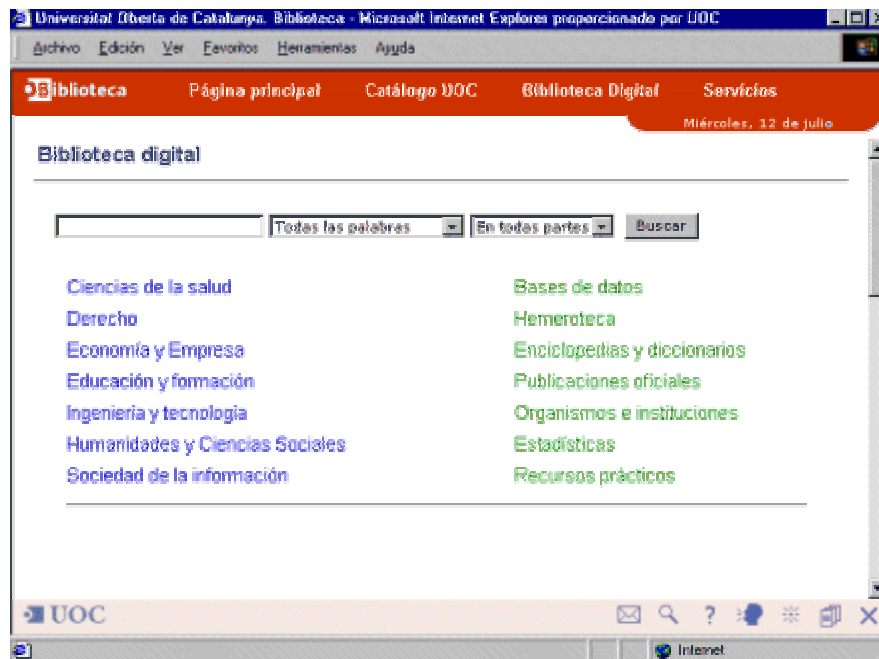 Universitat Oberta de Catalunya. Biblioteca - Microsoft Internet Explorer proporcionado por UOC
Archivo Edición Ver Favoritos Herramientas Ayuda
Biblioteca Página principal Catálogo UOC Biblioteca Digital Servicios
Miércoles, 12 de julio
Biblioteca digital
Todas las palabras En todas partes Buscar
Ciencias de la salud Bases de datos
Derecho Hemeroteca
Economía y Empresa Enciclopedias y diccionarios
Educación y formación Publicaciones oficiales
Ingeniería y tecnología Organismos e instituciones
Humanidades y Ciencias Sociales Estadísticas
Sociedad de la información Recursos prácticos
UOC
Internet